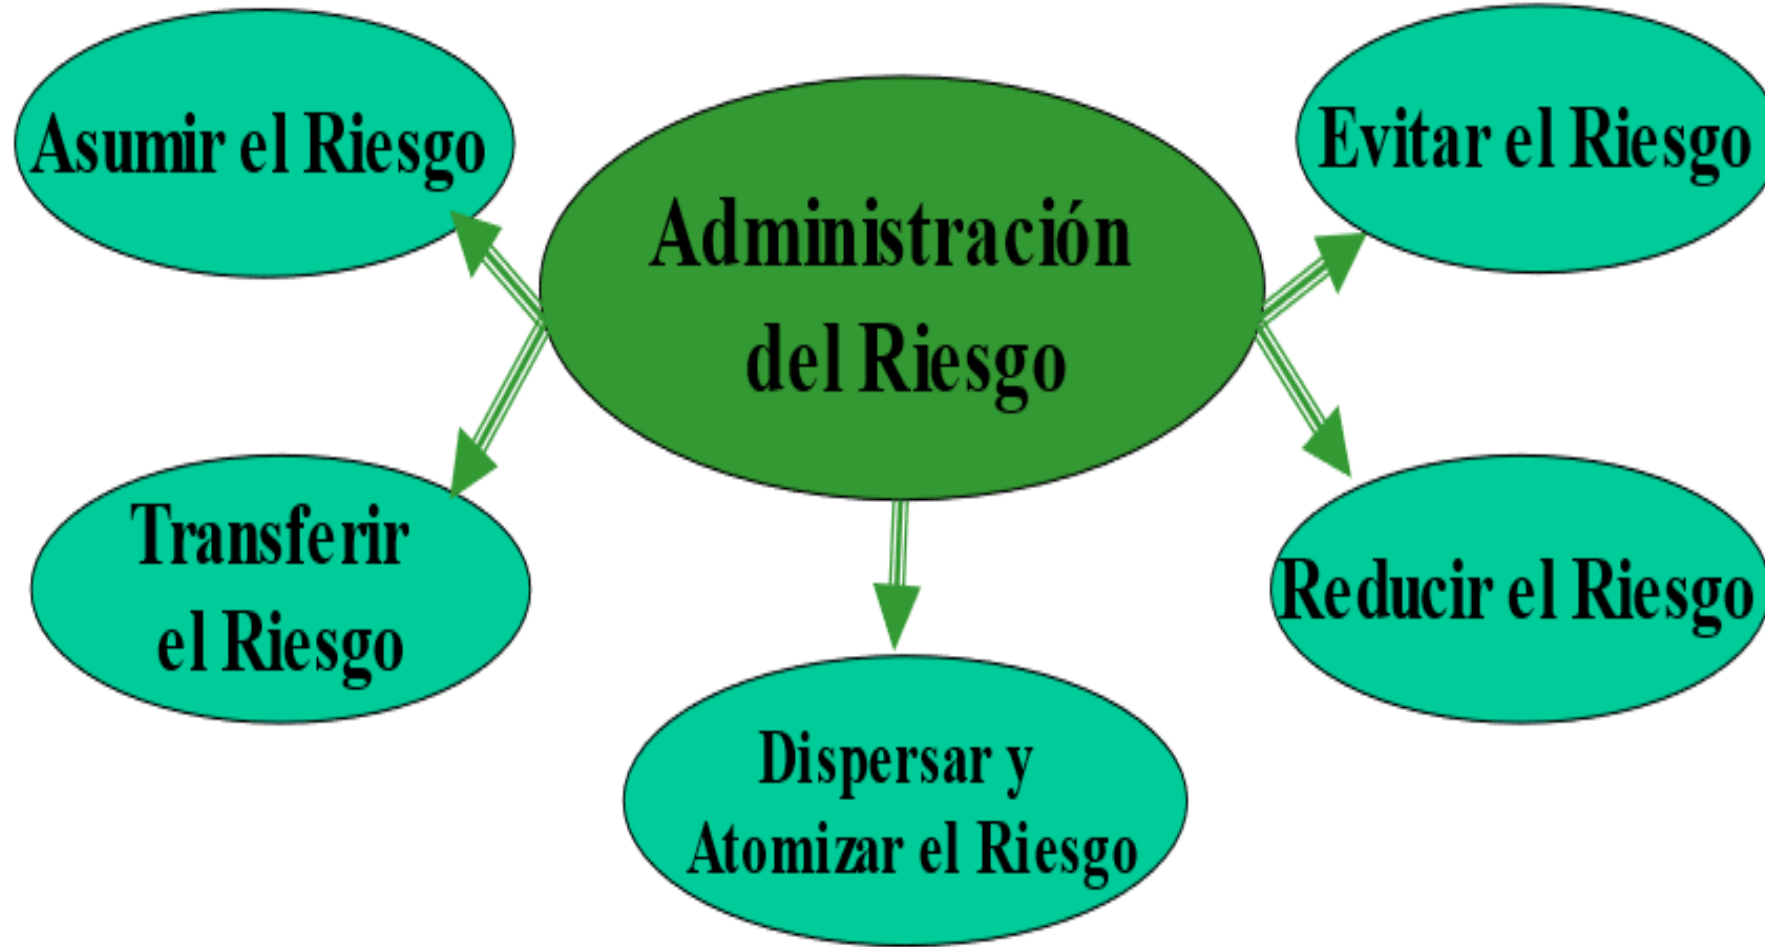 Asumir el Riesgo
Evitar el Riesgo
Administración
del Riesgo
Transferir
el Riesgo
Reducir el Riesgo
Dispersar y
Atomizar el Riesgo